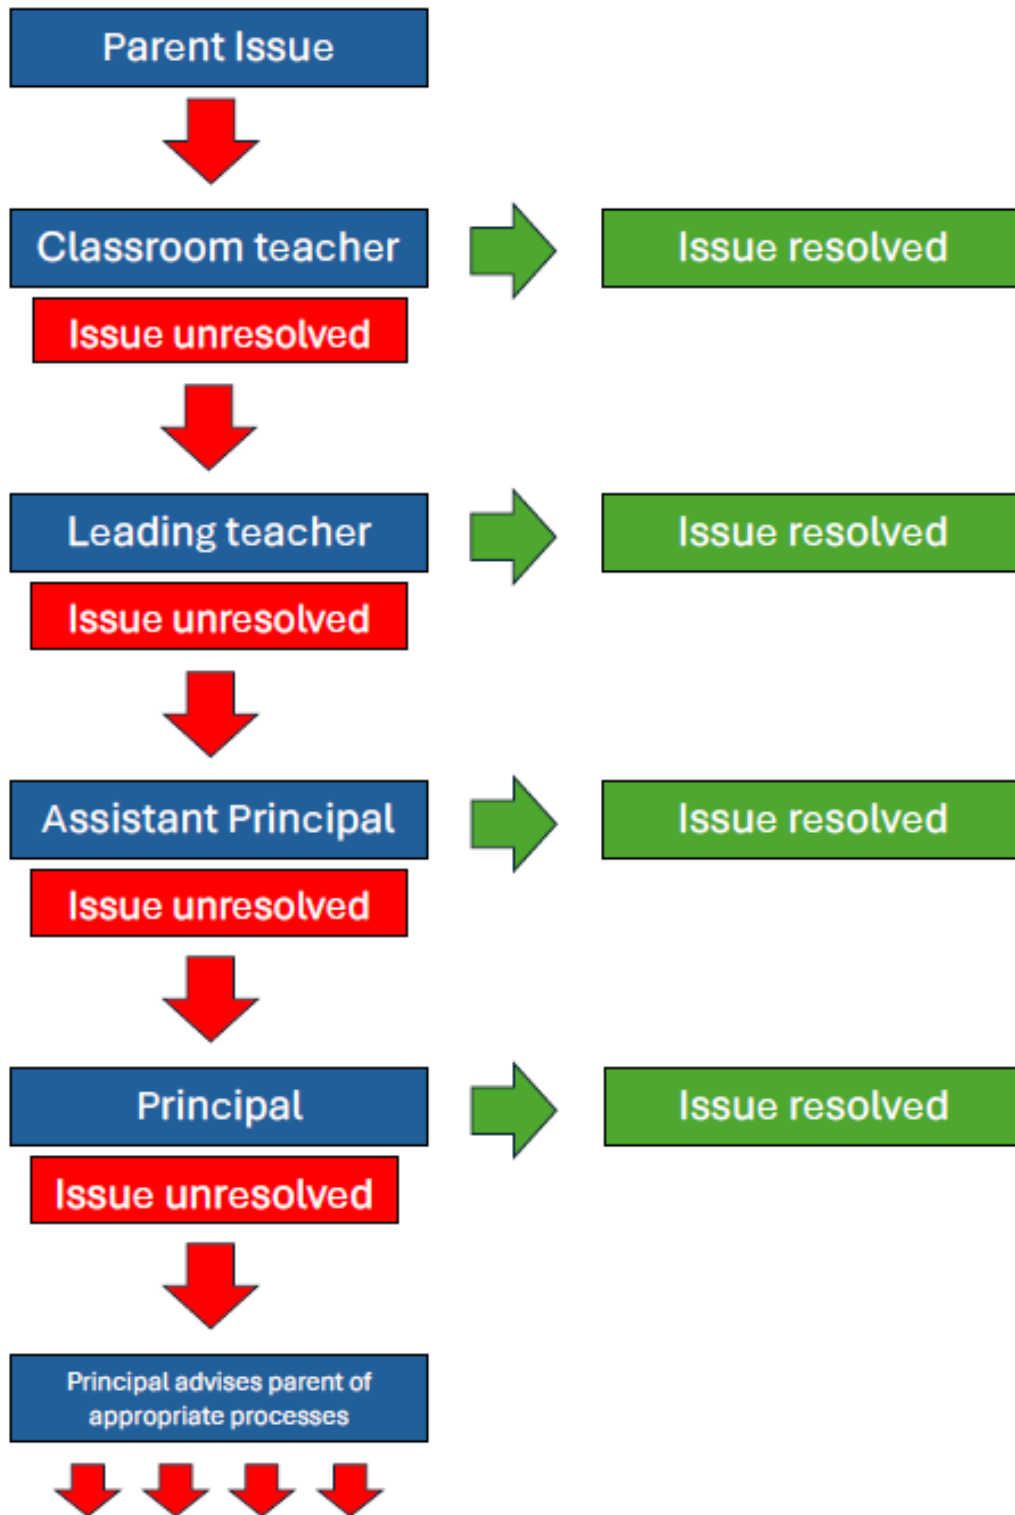 Parent Issue
Classroom teacher
Issue resolved
Issue unresolved
Leading teacher
Issue resolved
Issue unresolved
Assistant Principal
Issue resolved
Issue unresolved
Principal
Issue resolved
Issue unresolved
Principal advises parent of
appropriate processes